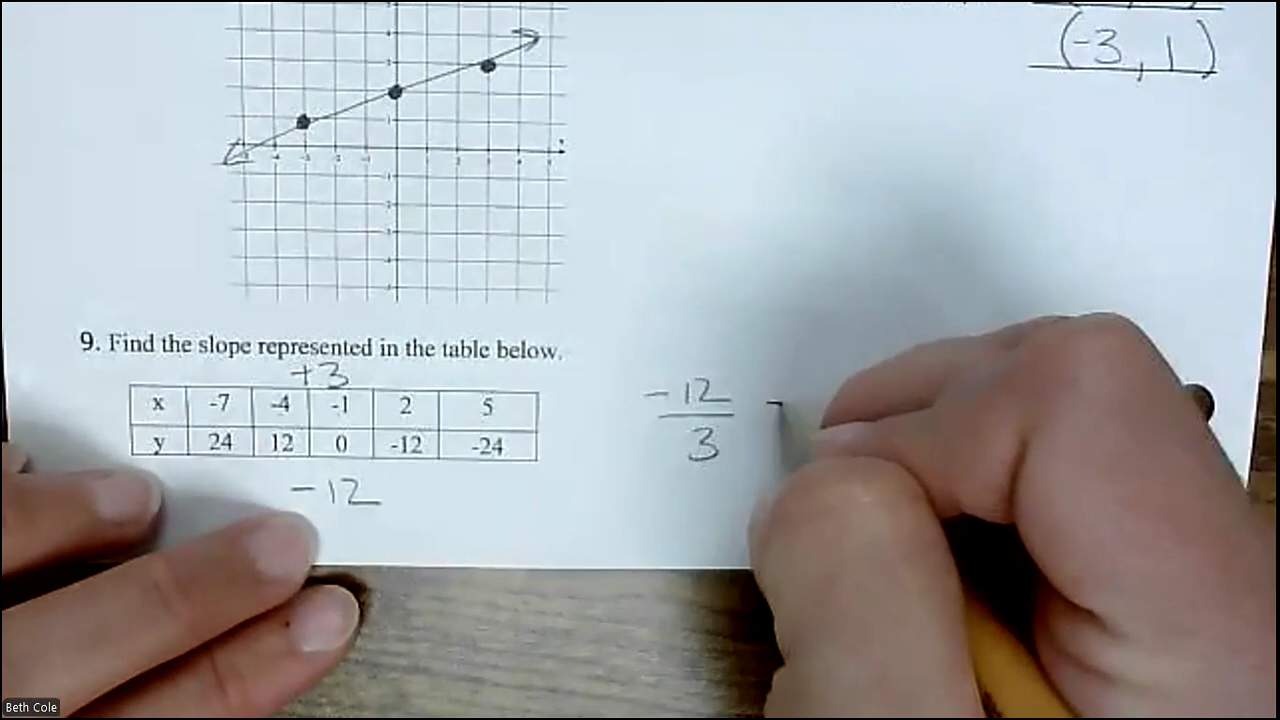 (-3, 1)
9. Find the slope represented in the table below.
+3
x -7 -4 -1 2 5
y 24 12 0 -12 -24
-12
-12
3
Beth Cole